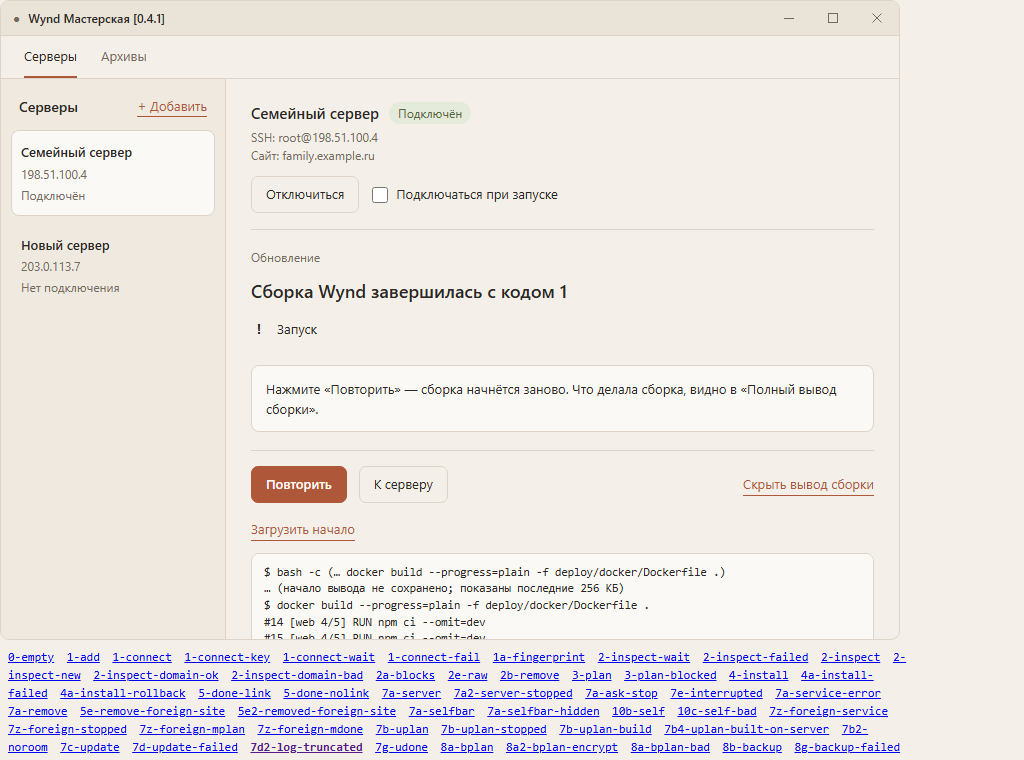 Wynd Мастерская [0.4.1]
Серверы Архивы
Серверы + Добавить
Семейный сервер
198.51.100.4
Подключён
Новый сервер
203.0.113.7
Нет подключения
Семейный сервер Подключён
SSH: root@198.51.100.4
Сайт: family.example.ru
Отключиться Подключаться при запуске
Обновление
Сборка Wynd завершилась с кодом 1
! Запуск
Нажмите «Повторить» — сборка начнётся заново. Что делала сборка, видно в «Полный вывод
сборки».
Повторить К серверу Скрыть вывод сборки
Загрузить начало
$ bash -c (… docker build --progress=plain -f deploy/docker/Dockerfile .)
… (начало вывода не сохранено; показаны последние 256 КБ)
$ docker build --progress=plain -f deploy/docker/Dockerfile .
#14 [web 4/5] RUN npm ci --omit=dev
#15 [web 4/5] RUN npm ci --omit=dev
0-empty 1-add 1-connect 1-connect-key 1-connect-wait 1-connect-fail 1a-fingerprint 2-inspect-wait 2-inspect-failed 2-inspect 2-
inspect-new 2-inspect-domain-ok 2-inspect-domain-bad 2a-blocks 2e-raw 2b-remove 3-plan 3-plan-blocked 4-install 4a-install-
failed 4a-install-rollback 5-done-link 5-done-nolink 7a-server 7a2-server-stopped 7a-ask-stop 7e-interrupted 7a-service-error
7a-remove 5e-remove-foreign-site 5e2-removed-foreign-site 7a-selfbar 7a-selfbar-hidden 10b-self 10c-self-bad 7z-foreign-service
7z-foreign-stopped 7z-foreign-mplan 7z-foreign-mdone 7b-uplan 7b-uplan-stopped 7b-uplan-build 7b4-uplan-built-on-server 7b2-
noroom 7c-update 7d-update-failed 7d2-log-truncated 7g-udone 8a-bplan 8a2-bplan-encrypt 8a-bplan-bad 8b-backup 8g-backup-failed